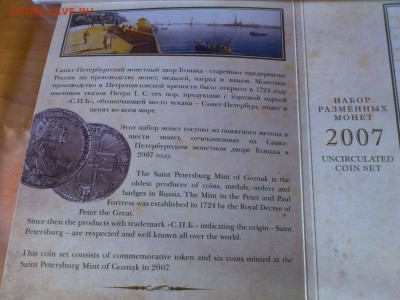 Санкт-Петербургский монетный двор Гознака - старейшее предприятие
России по производству монет, медалей, наград и знаков. Монетное
производство в Петропавловской крепости было открыто в 1724 году
именным указом Петра I. С тех пор, продукция с торговой маркой
«С.П.Б.», обозначающей место чекана – Санкт-Петербург, знают и
ценят во всем мире.
Этот набор монет состоит из памятного жетона и
шести монет, отчеканенных на Санкт-
Петербургском монетном дворе Гознака в
2007 году.
The Saint Petersburg Mint of Goznak is the
oldest producer of coins, medals, orders and
badges in Russia. The Mint in the Peter and Paul
Fortress was established in 1724 by the Royal Decree of
Peter the Great.
Since then the products with trademark «С.П.Б.» indicating the origin–Saint
Petersburg – are respected and well known all over the world.
This coin set consists of commemorative token and six coins minted at the
Saint Petersburg Mint of Goznak in 2007.
НАБОР
РАЗМЕННЫХ
МОНЕТ
2007
UNCIRCULATED
COIN SET